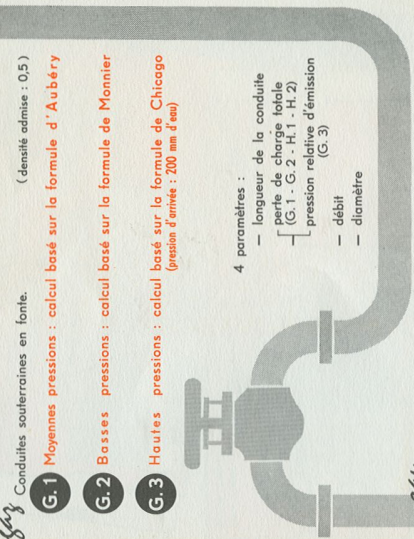 gaz Conduites souterraines en fonte. ( densité admise : 0,5 )
G. 1 Moyennes pressions : calcul basé sur la formule d'Aubéry
G. 2 Basses pressions : calcul basé sur la formule de Monnier
G. 3 Hautes pressions : calcul basé sur la formule de Chicago
(pression d'arrivée : 200 mm d'eau)
4 paramètres :
— longueur de la conduite
perte de charge totale
(G. 1 - G. 2 - H. 1 - H. 2)
pression relative d'émission
(G. 3)
— débit
— diamètre